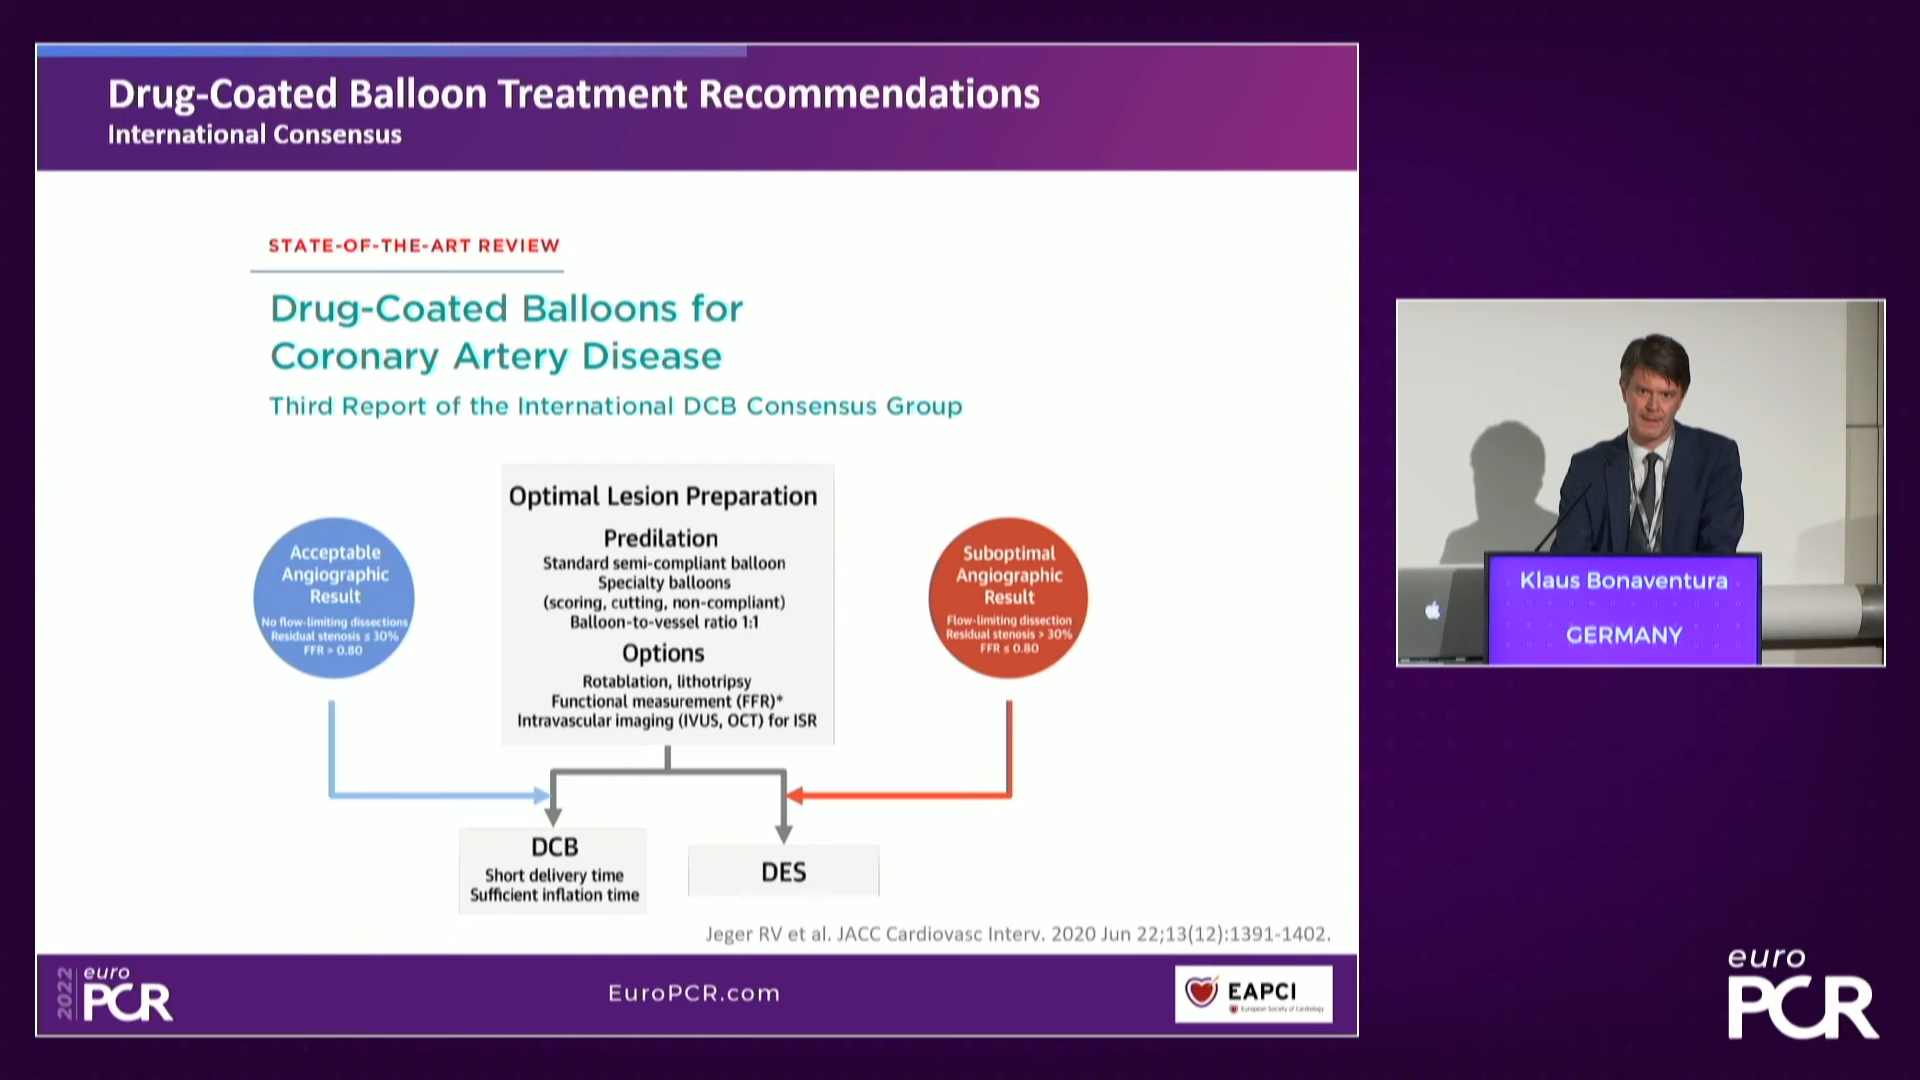 Drug-Coated Balloon Treatment Recommendations
International Consensus
STATE-OF-THE-ART REVIEW
Drug-Coated Balloons for
Coronary Artery Disease
Third Report of the International DCB Consensus Group
Optimal Lesion Preparation
Predilation
Standard semi-compliant balloon
Specialty balloons
(scoring, cutting, non-compliant)
Balloon-to-vessel ratio 1:1
Options
Rotablation, lithotripsy
Functional measurement (FFR)*
Intravascular imaging (IVUS, OCT) for ISR
Acceptable
Angiographic
Result
No flow-limiting dissections
Residual stenosis ≤ 30%
FFR > 0.80
Suboptimal
Angiographic
Result
Flow-limiting dissection
Residual stenosis > 30%
FFR ≤ 0.80
DCB
Short delivery time
Sufficient inflation time
DES
Jeger RV et al. JACC Cardiovasc Interv. 2020 Jun 22;13(12):1391-1402.
2022
euro
PCR
EuroPCR.com
EAPCI
European Society of Cardiology
Klaus Bonaventura
GERMANY
euro
PCR